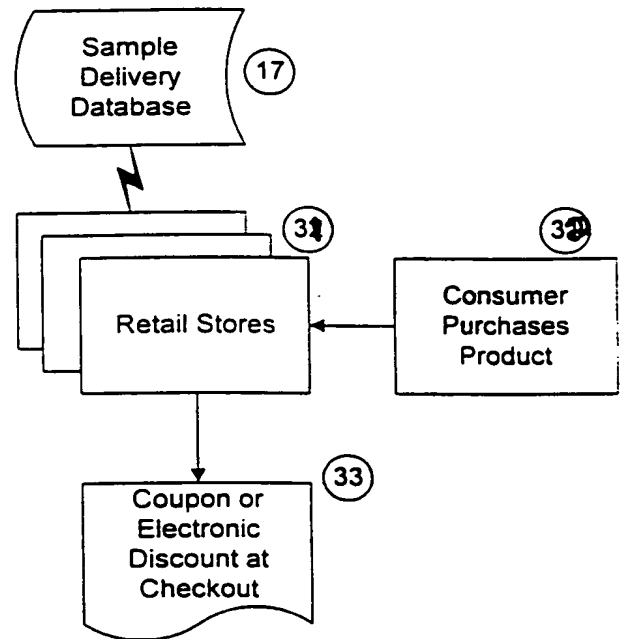 Sample
Delivery
Database
17
Retail Stores
Consumer
Purchases
Product
33
Coupon or
Electronic
Discount at
Checkout